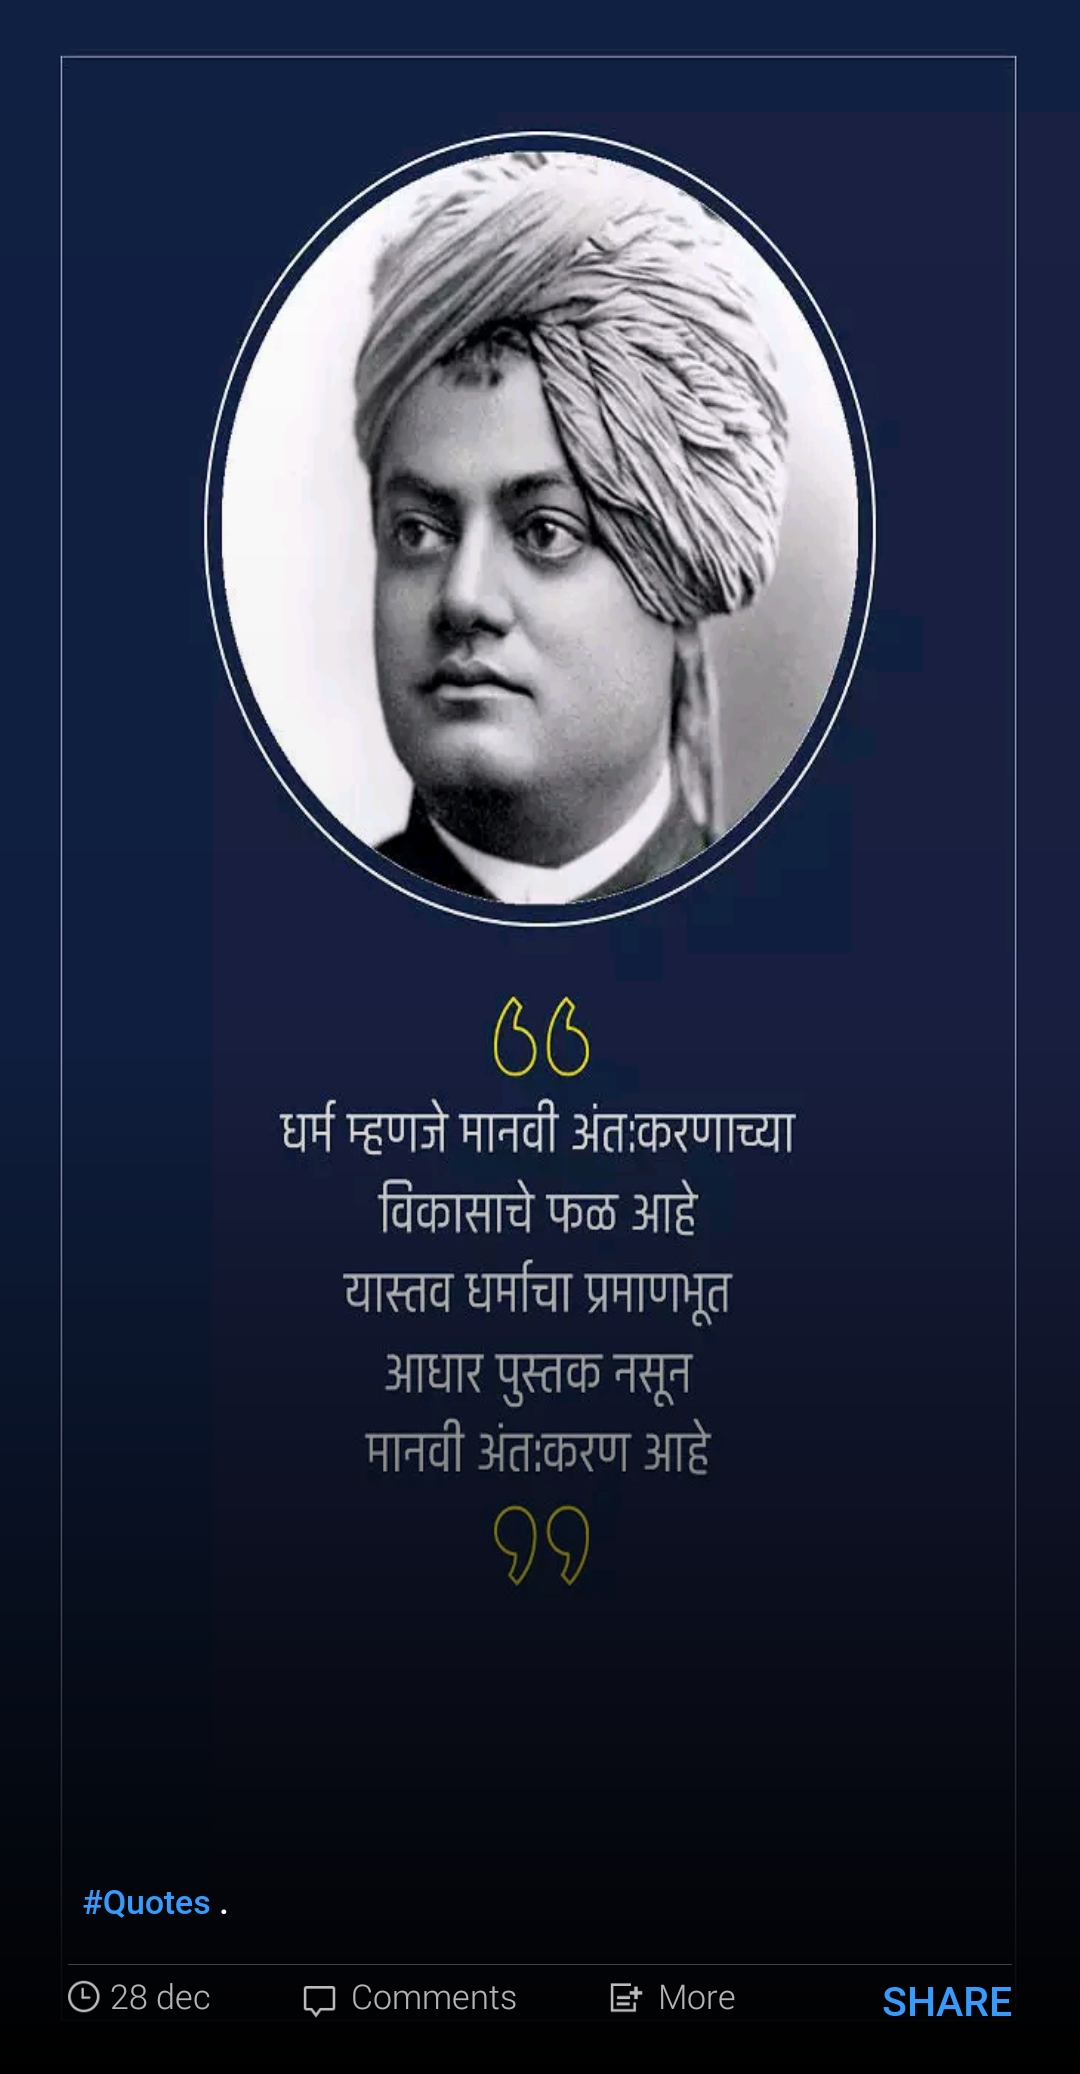 “
धर्म म्हणजे मानवी अंत:करणाच्या
विकासाचे फळ आहे
यास्तव धर्माचा प्रमाणभूत
आधार पुस्तक नसून
मानवी अंत:करण आहे
”
#Quotes .
28 dec
Comments
More
SHARE